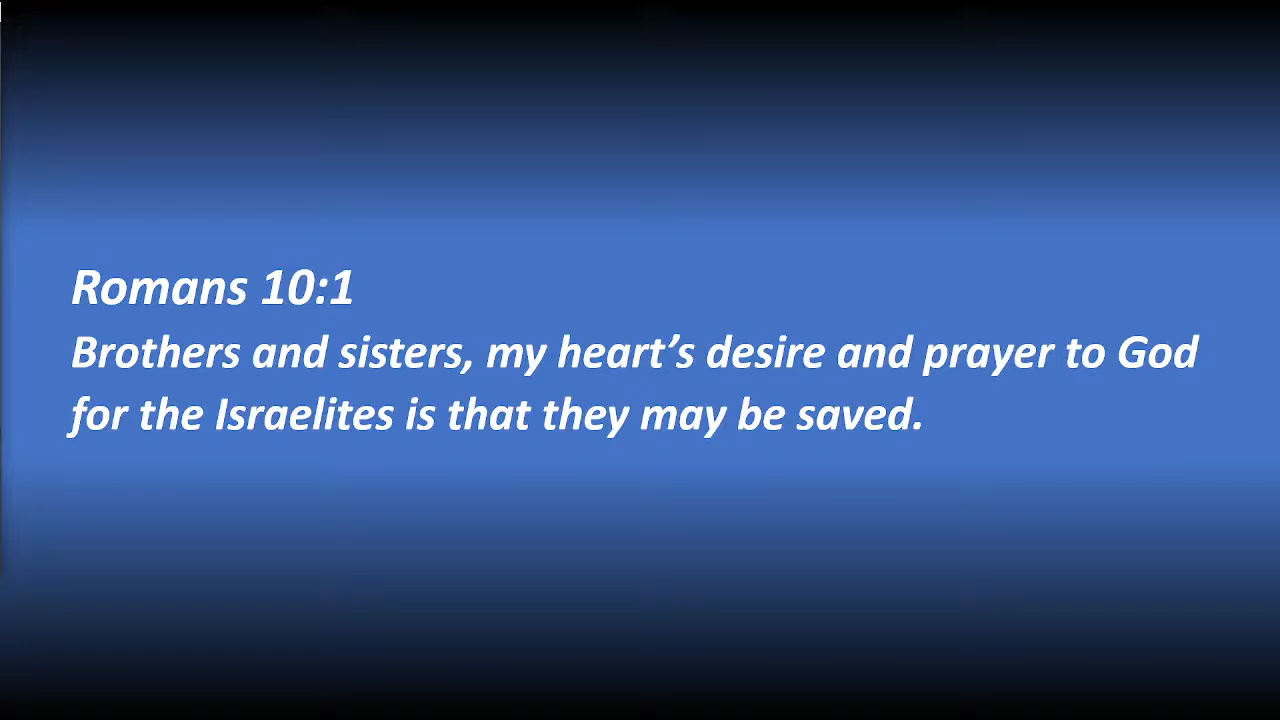 Romans 10:1
Brothers and sisters, my heart’s desire and prayer to God
for the Israelites is that they may be saved.